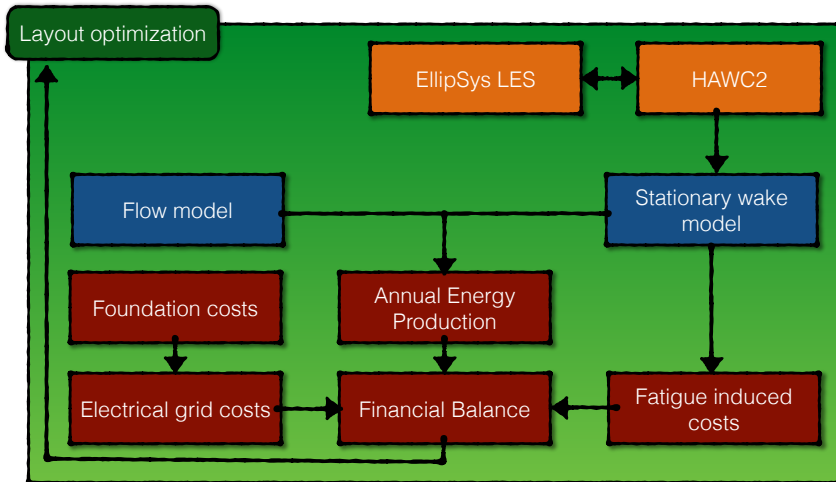 Layout optimization
EllipSys LES
HAWC2
Flow model
Stationary wake
model
Foundation costs
Annual Energy
Production
Electrical grid costs
Financial Balance
Fatigue induced
costs